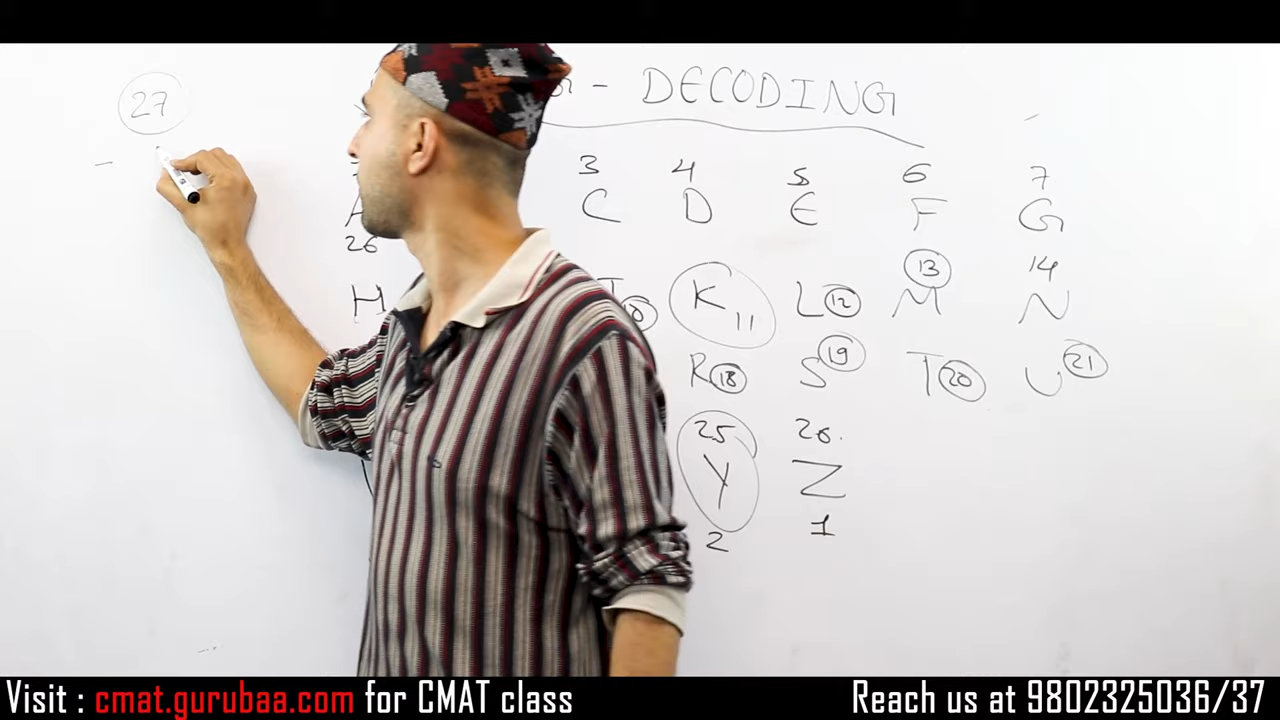 27 - DECODING
3 4 5 6 7
A C D E F G
26
13 14
H K 11 L 12 M N
R 18 S 19 T 20 U 21
25 26.
Y Z
2 1
Visit : cmat.gurubaa.com for CMAT class Reach us at 9802325036/37